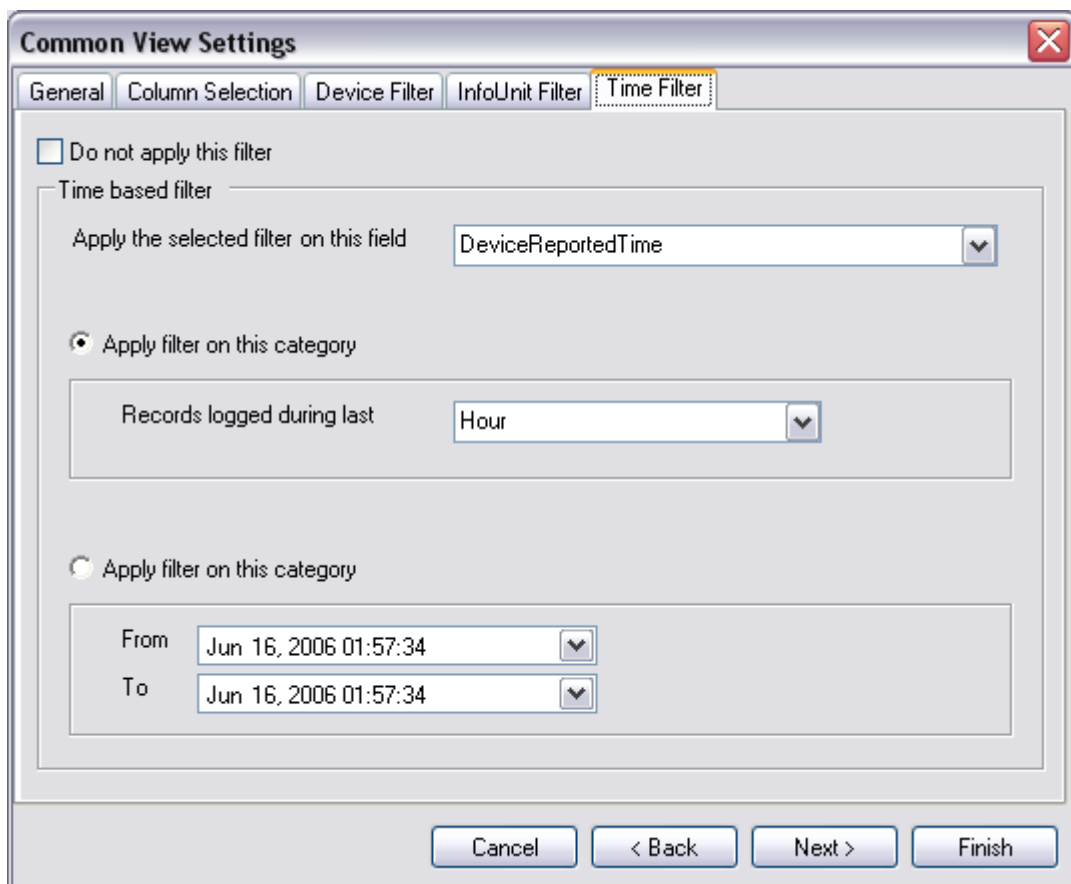 Common View Settings
General Column Selection Device Filter InfoUnit Filter Time Filter
Do not apply this filter
Time based filter
Apply the selected filter on this field DeviceReportedTime
Apply filter on this category
Records logged during last Hour
Apply filter on this category
From Jun 16, 2006 01:57:34
To Jun 16, 2006 01:57:34
Cancel < Back Next > Finish